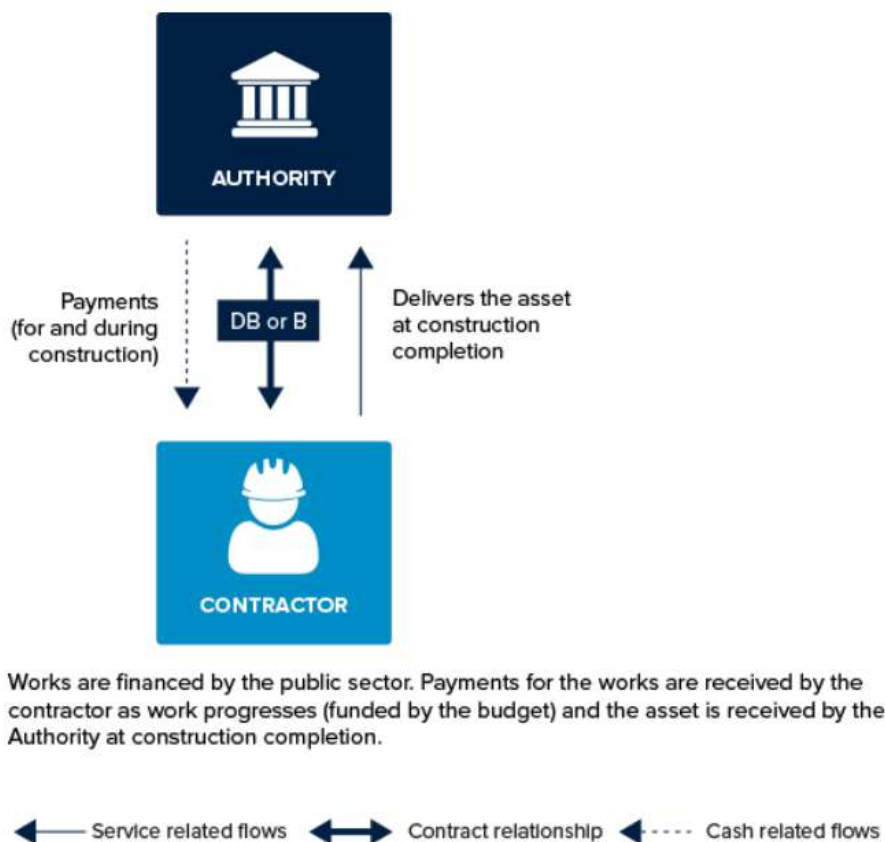 AUTHORITY
Payments
(for and during
construction)
DB or B
Delivers the asset
at construction
completion
CONTRACTOR
Works are financed by the public sector. Payments for the works are received by the
contractor as work progresses (funded by the budget) and the asset is received by the
Authority at construction completion.
Service related flows Contract relationship Cash related flows